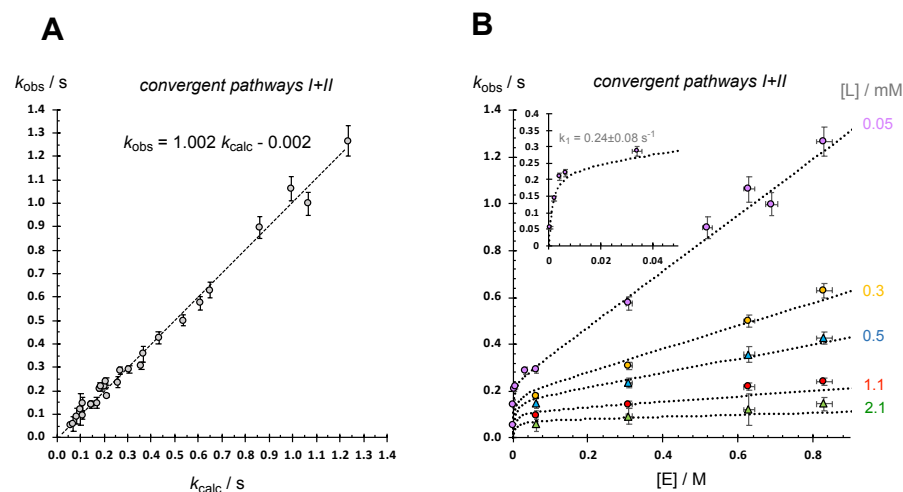 A
k_obs / s
convergent pathways I+II
k_obs = 1.002 k_calc - 0.002
1.4
1.3
1.2
1.1
1.0
0.9
0.8
0.7
0.6
0.5
0.4
0.3
0.2
0.1
0.0
0.0 0.1 0.2 0.3 0.4 0.5 0.6 0.7 0.8 0.9 1.0 1.1 1.2 1.3 1.4
k_calc / s
B
k_obs / s
convergent pathways I+II
[L] / mM
1.4
1.2
1.0
0.8
0.6
0.4
0.2
0.0
0.4
0.35
0.3
0.25
0.2
0.15
0.1
0.05
0
k₁ = 0.24±0.08 s⁻¹
0 0.02 0.04
0.05
0.3
0.5
1.1
2.1
0 0.2 0.4 0.6 0.8
[E] / M